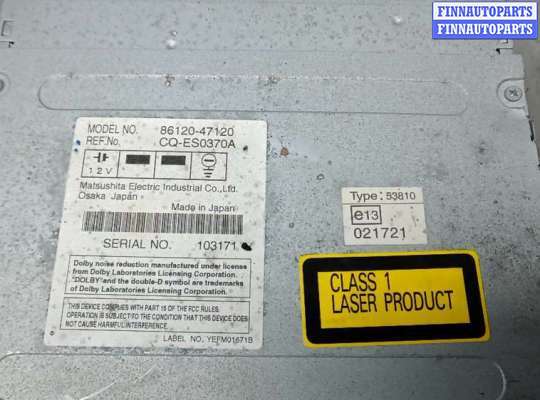 FINNAUTOPARTS
FINNAUTOPARTS
MODEL NO. 86120-47120
REF.No. CQ-ES0370A
12V
Matsushita Electric Industrial Co.,Ltd.
Osaka Japan
Made in Japan
SERIAL NO. 103171
Dolby noise reduction manufactured under license
from Dolby Laboratories Licensing Corporation.
"DOLBY" and the double-D symbol are trademarks
of Dolby Laboratories Licensing Corporation.
THIS DEVICE COMPLIES WITH PART 15 OF THE FCC RULES.
OPERATION IS SUBJECT TO THE CONDITION THAT THIS DEVICE DOES
NOT CAUSE HARMFUL INTERFERENCE.
LABEL NO. YEFM01671B
Type: 53810
e13
021721
CLASS 1
LASER PRODUCT